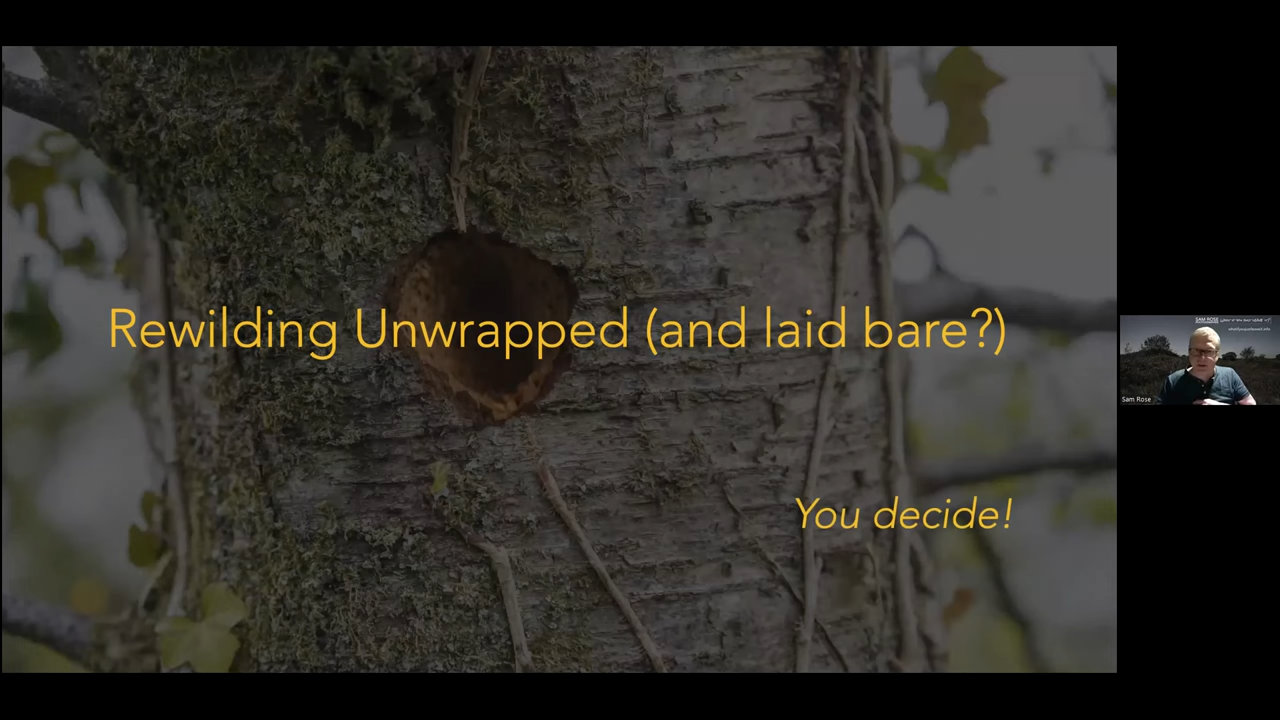 Rewilding Unwrapped (and laid bare?)
You decide!
SAM ROSE
Sam Rose